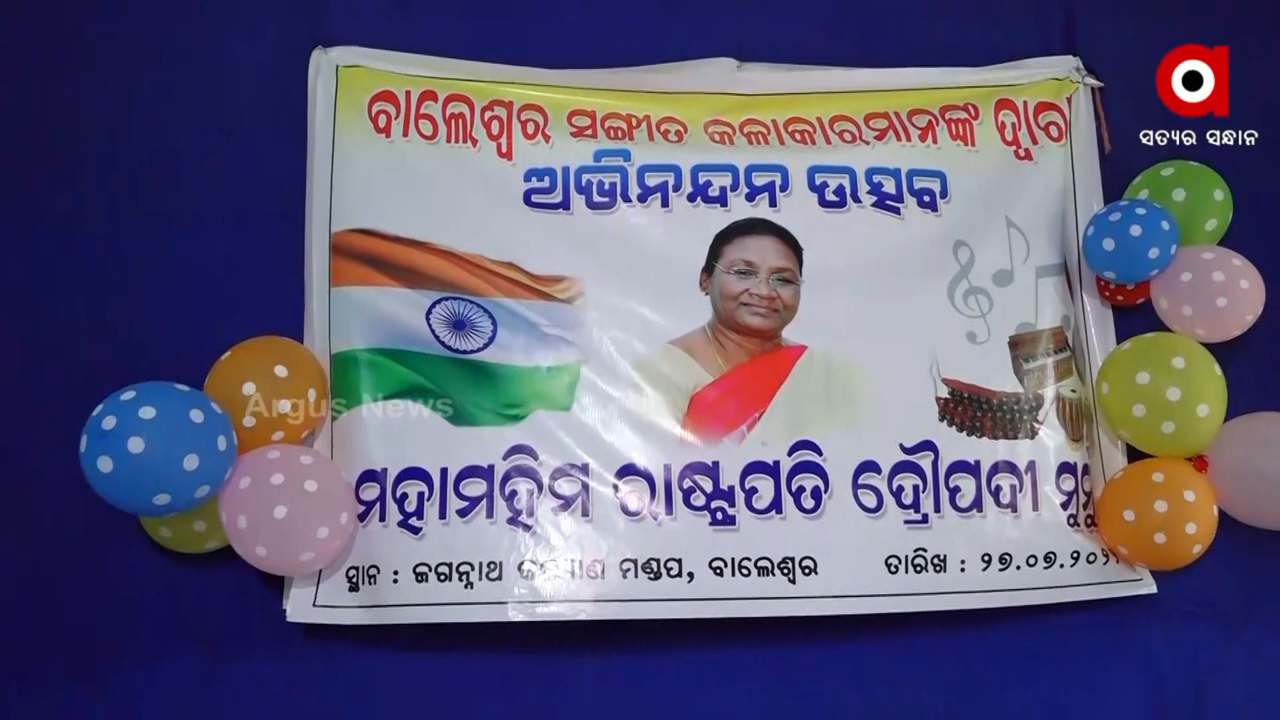 ବାଲେଶ୍ୱର ସଙ୍ଗୀତ କଳାକାରମାନଙ୍କ ଦ୍ୱାରା
ଅଭିନନ୍ଦନ ଉତ୍ସବ
ମହାମହିମ ରାଷ୍ଟ୍ରପତି ଦ୍ରୌପଦୀ
ସ୍ଥାନ : ଜଗନ୍ନାଥ ମଣ୍ଡପ, ବାଲେଶ୍ୱର ତାରିଖ : ୨୭.୦୭.୨୦୨
ସତ୍ୟର ସନ୍ଧାନ
Argus News